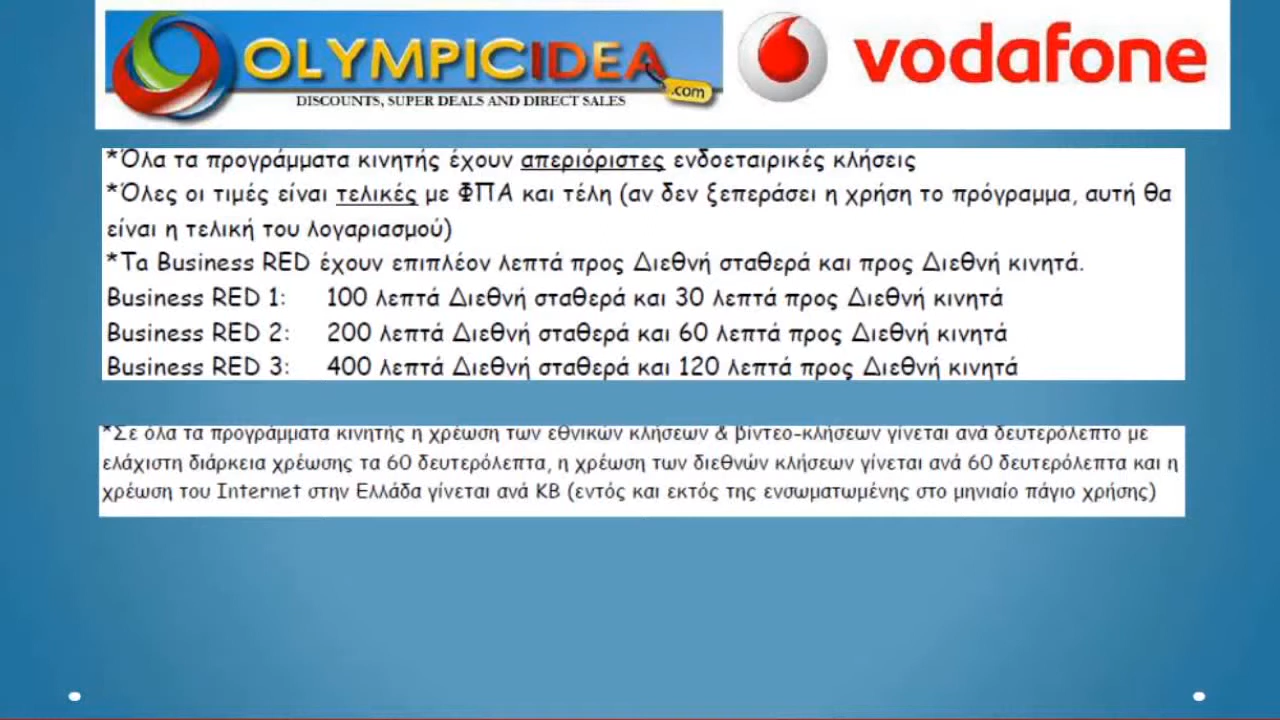 OLYMPICIDEA
.com
DISCOUNTS, SUPER DEALS AND DIRECT SALES
vodafone
*Όλα τα προγράμματα κινητής έχουν απεριόριστες ενδοεταιρικές κλήσεις
*Όλες οι τιμές είναι τελικές με ΦΠΑ και τέλη (αν δεν ξεπεράσει η χρήση το πρόγραμμα, αυτή θα
είναι η τελική του λογαριασμού)
*Τα Business RED έχουν επιπλέον λεπτά προς Διεθνή σταθερά και προς Διεθνή κινητά.
Business RED 1: 100 λεπτά Διεθνή σταθερά και 30 λεπτά προς Διεθνή κινητά
Business RED 2: 200 λεπτά Διεθνή σταθερά και 60 λεπτά προς Διεθνή κινητά
Business RED 3: 400 λεπτά Διεθνή σταθερά και 120 λεπτά προς Διεθνή κινητά
*Σε όλα τα προγράμματα κινητής η χρέωση των εθνικών κλήσεων & βίντεο-κλήσεων γίνεται ανά δευτερόλεπτο με
ελάχιστη διάρκεια χρέωσης τα 60 δευτερόλεπτα, η χρέωση των διεθνών κλήσεων γίνεται ανά 60 δευτερόλεπτα και η
χρέωση του Internet στην Ελλάδα γίνεται ανά KB (εντός και εκτός της ενσωματωμένης στο μηνιαίο πάγιο χρήσης)